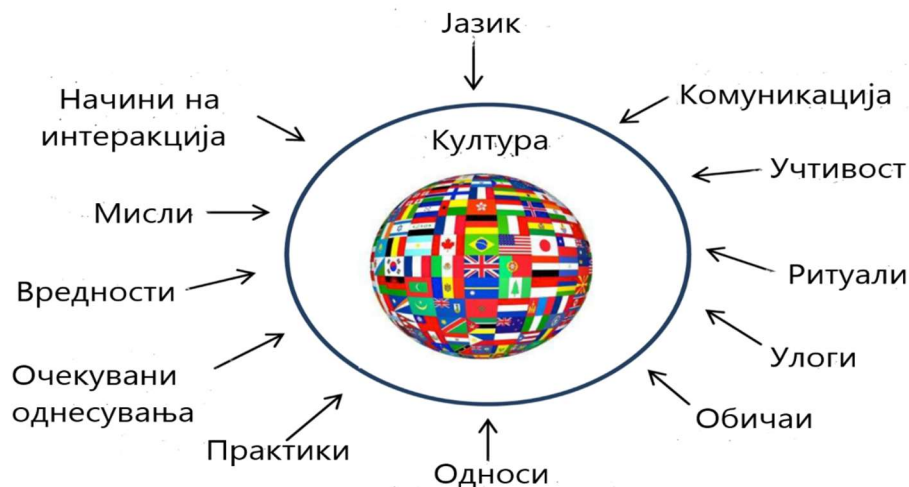 Јазик
Начини на
интеракција
Комуникација
Култура
Учтивост
Мисли
Ритуали
Вредности
Улоги
Очекувани
однесувања
Обичаи
Практики
Односи